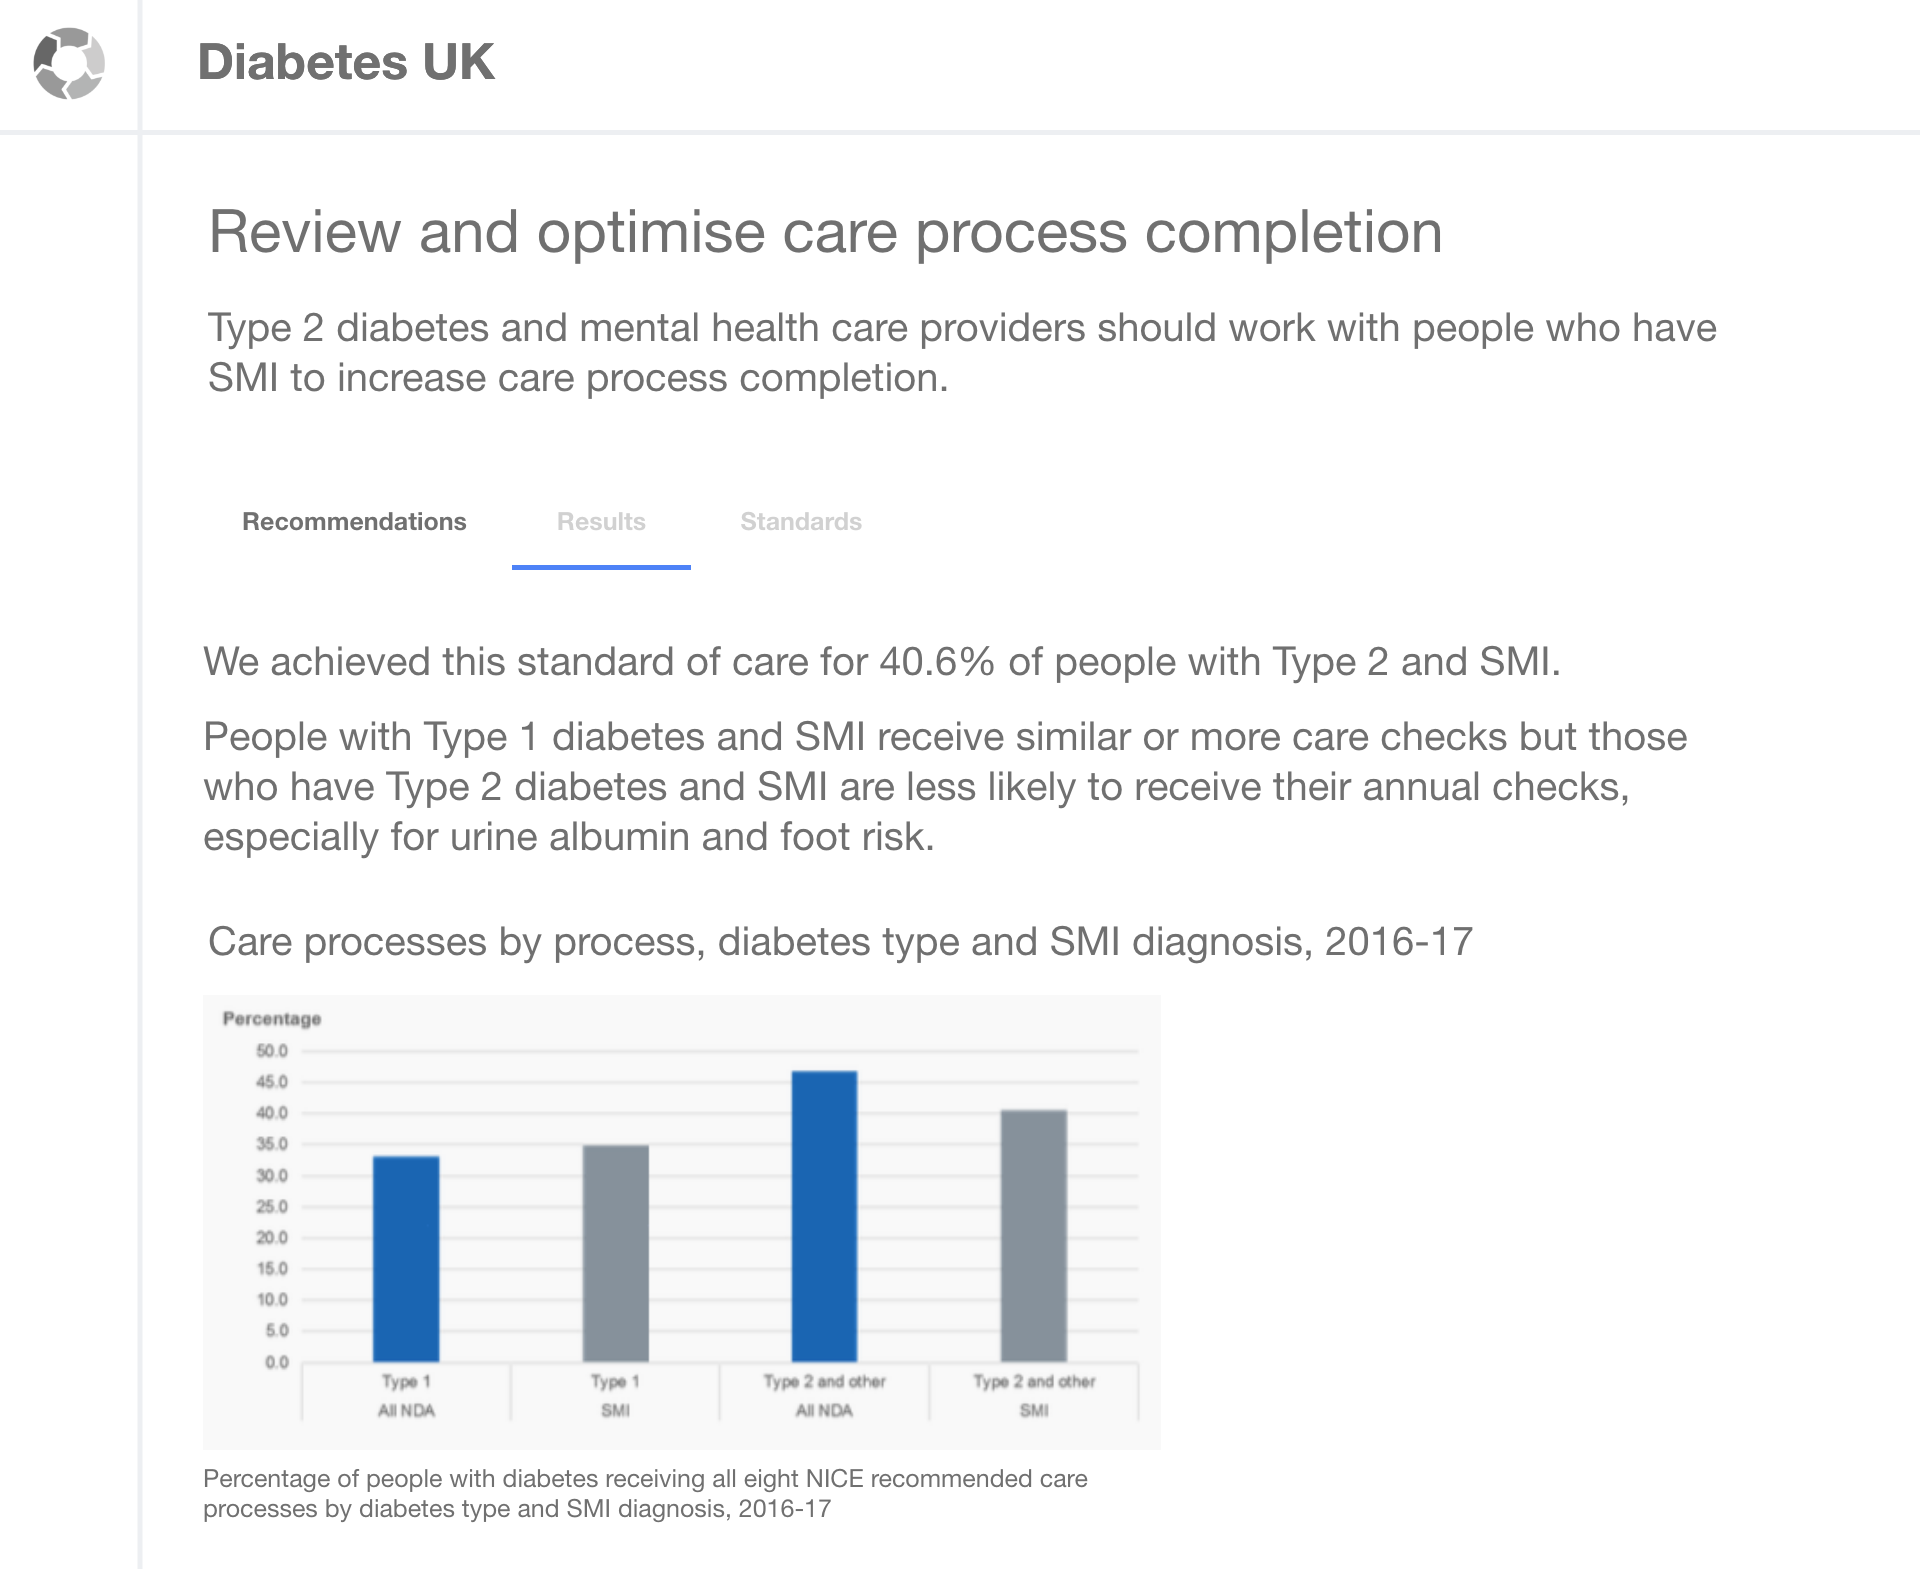 Diabetes UK
Review and optimise care process completion
Type 2 diabetes and mental health care providers should work with people who have
SMI to increase care process completion.
Recommendations Results Standards
We achieved this standard of care for 40.6% of people with Type 2 and SMI.
People with Type 1 diabetes and SMI receive similar or more care checks but those
who have Type 2 diabetes and SMI are less likely to receive their annual checks,
especially for urine albumin and foot risk.
Care processes by process, diabetes type and SMI diagnosis, 2016-17
Percentage
50.0
45.0
40.0
35.0
30.0
25.0
20.0
15.0
10.0
5.0
0.0
Type 1 Type 1 Type 2 and other Type 2 and other
All NDA SMI All NDA SMI
Percentage of people with diabetes receiving all eight NICE recommended care
processes by diabetes type and SMI diagnosis, 2016-17